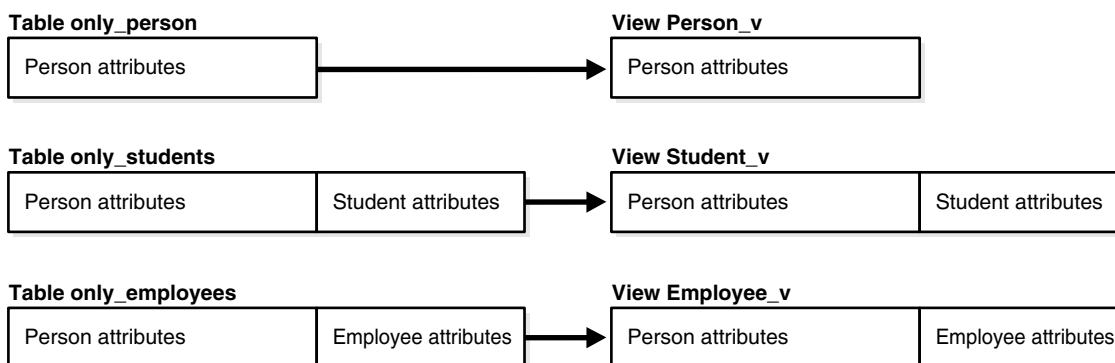 Table only_person View Person_v
Person attributes Person attributes
Table only_students View Student_v
Person attributes Student attributes Person attributes Student attributes
Table only_employees View Employee_v
Person attributes Employee attributes Person attributes Employee attributes